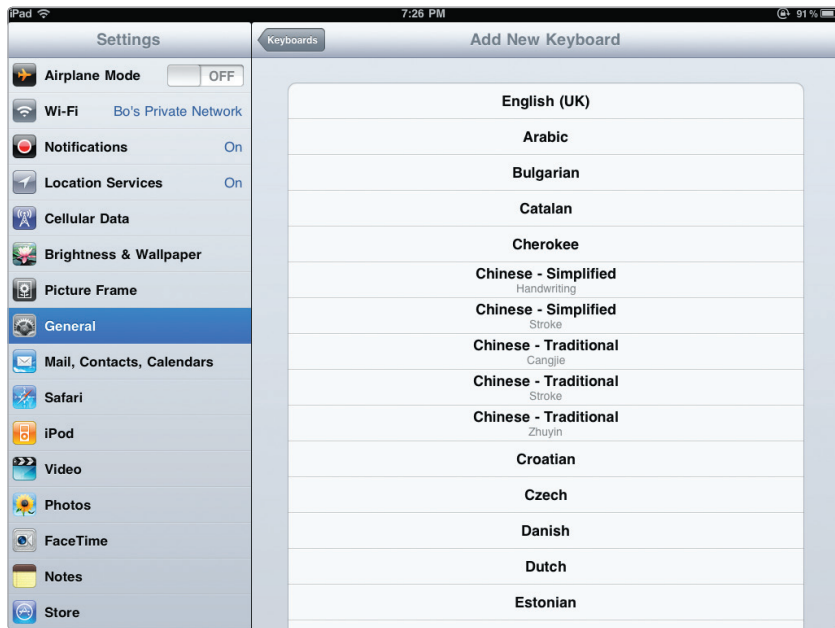 iPad 7:26 PM 91%
Settings
Airplane Mode OFF
Wi-Fi Bo's Private Network
Notifications On
Location Services On
Cellular Data
Brightness & Wallpaper
Picture Frame
General
Mail, Contacts, Calendars
Safari
iPod
Video
Photos
FaceTime
Notes
Store
Keyboards Add New Keyboard
English (UK)
Arabic
Bulgarian
Catalan
Cherokee
Chinese - Simplified
Handwriting
Chinese - Simplified
Stroke
Chinese - Traditional
Cangjie
Chinese - Traditional
Stroke
Chinese - Traditional
Zhuyin
Croatian
Czech
Danish
Dutch
Estonian